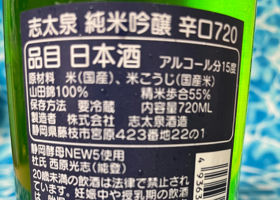 志太泉 純米吟醸 辛口720
品目 日本酒 アルコール分15度
原材料 米(国産)、米こうじ(国産米)
山田錦100% 精米歩合55%
保存方法 要冷蔵 内容量720ML
製造者 株式会社 志太泉酒造
静岡県藤枝市宮原423番地22の1
静岡酵母NEW5使用
杜氏 西原光志(能登)
20歳未満の飲酒は法律で禁止され
ています。妊娠中や授乳期の飲酒